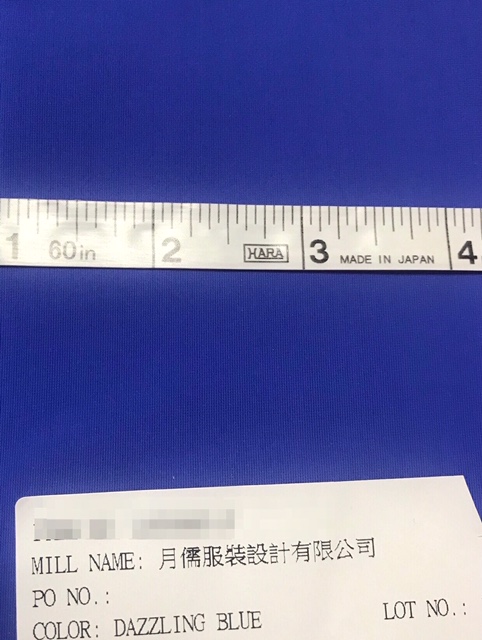 1 60in 2 HARA 3 MADE IN JAPAN 4
MILL NAME: 月儒服裝設計有限公司
PO NO.:
COLOR: DAZZLING BLUE LOT NO.: